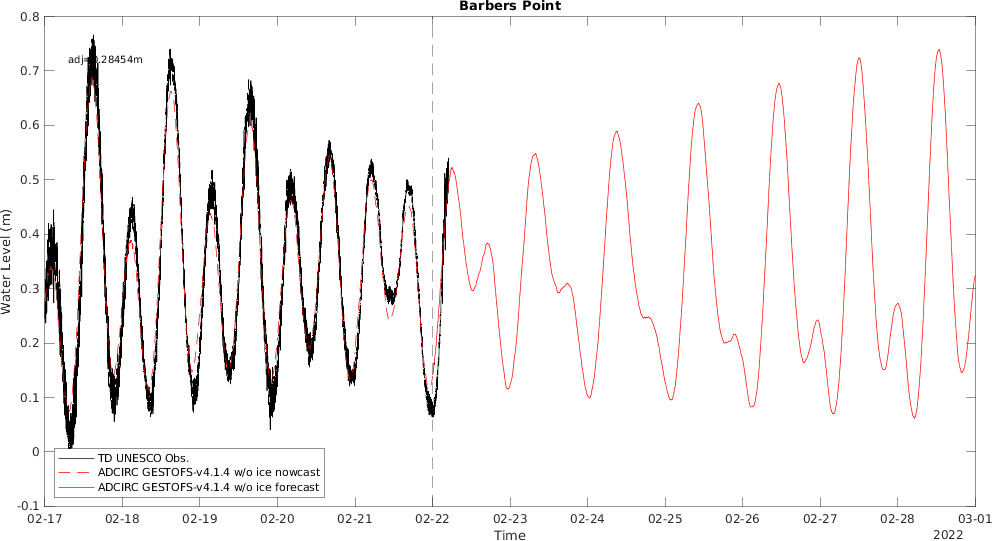 Barbers Point
0.8
0.7
0.6
0.5
0.4
0.3
0.2
0.1
0
-0.1
Water Level (m)
adj=0.28454m
TD UNESCO Obs.
ADCIRC GESTOFS-v4.1.4 w/o ice nowcast
ADCIRC GESTOFS-v4.1.4 w/o ice forecast
02-17 02-18 02-19 02-20 02-21 02-22 02-23 02-24 02-25 02-26 02-27 02-28 03-01
Time
2022